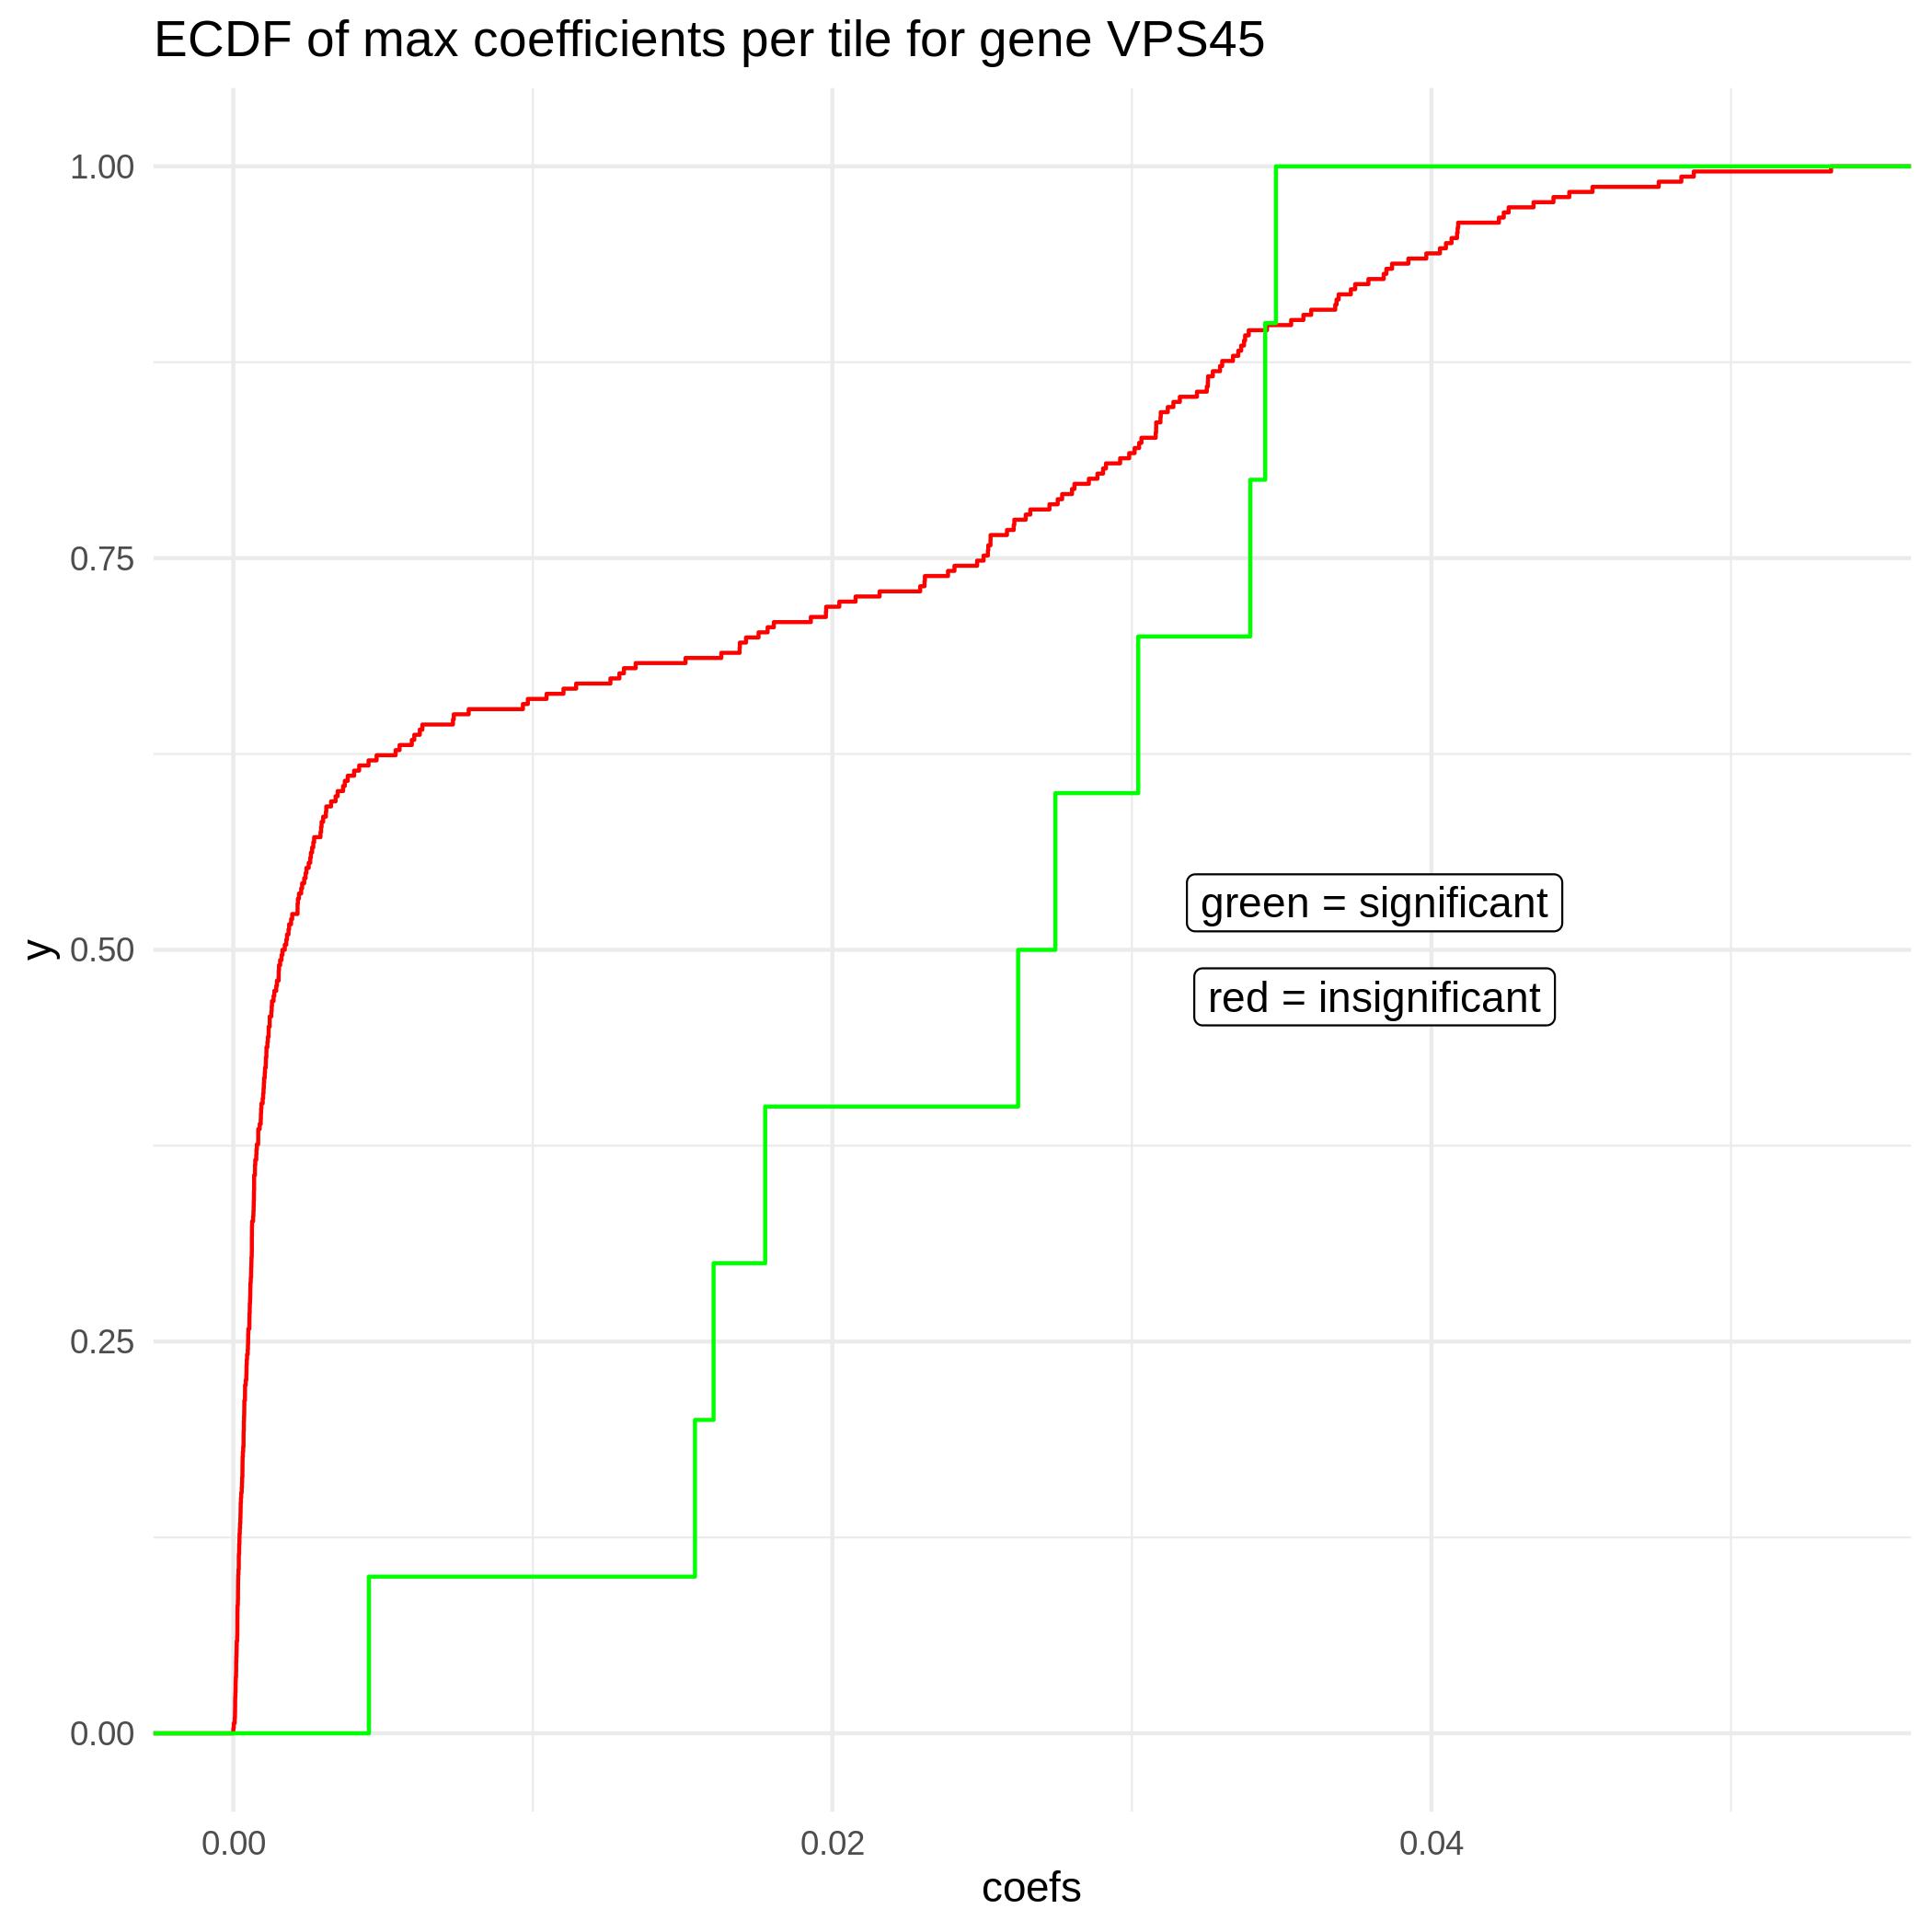 ECDF of max coefficients per tile for gene VPS45
1.00
0.75
0.50
0.25
0.00
y
green = significant
red = insignificant
0.00 0.02 0.04
coefs